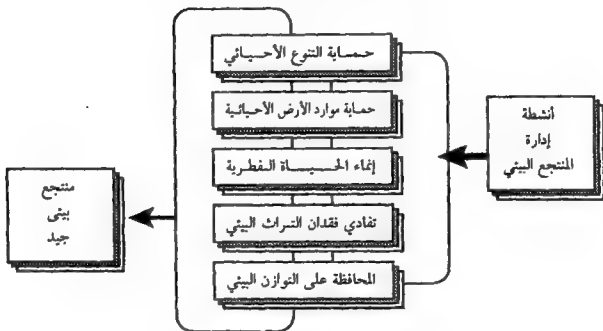 حماية التنوع الأحيائي
حماية موارد الأرض الأحيائية
إنماء الحياة الفطرية
تفادي فقدان التراث البيئي
المحافظة على التوازن البيئي
أنشطة
إدارة
المنتجع البيئي
منتجع
بيئى
جيد